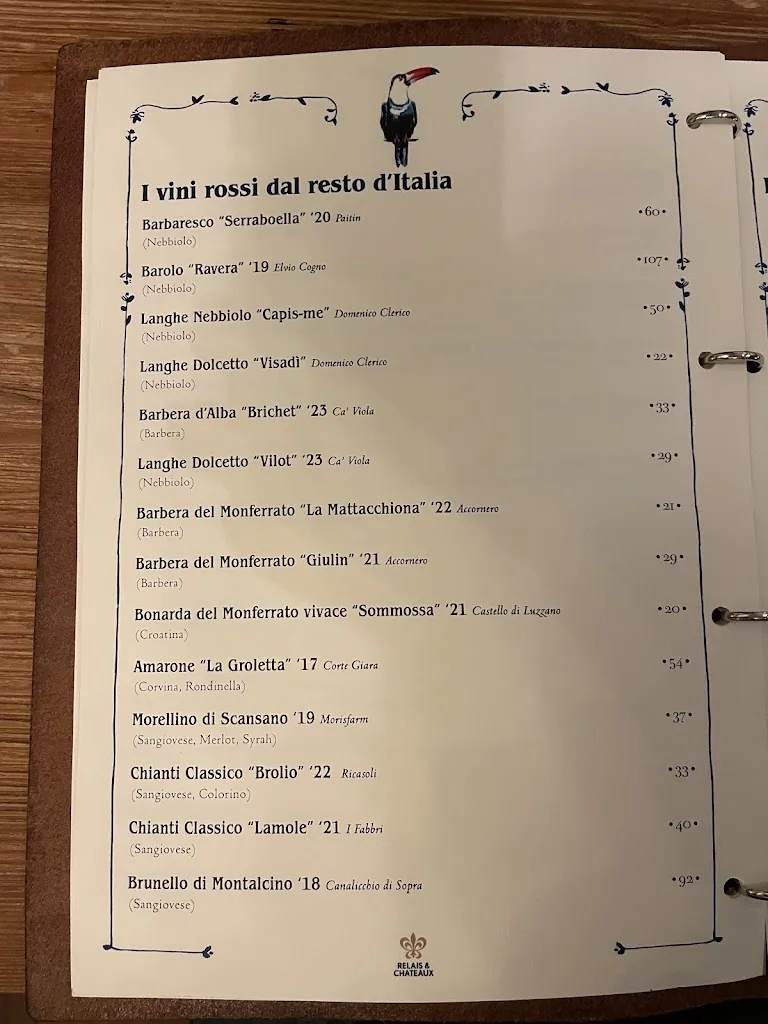 I vini rossi dal resto d'Italia
Barbaresco "Serraboella" '20 Paitin •60•
(Nebbiolo)
Barolo "Ravera" '19 Elvio Cogno •107•
(Nebbiolo)
Langhe Nebbiolo "Capis-me" Domenico Clerico •50•
(Nebbiolo)
Langhe Dolcetto "Visadì" Domenico Clerico •22•
(Nebbiolo)
Barbera d'Alba "Brichet" '23 Ca' Viola •33•
(Barbera)
Langhe Dolcetto "Vilot" '23 Ca' Viola •29•
(Nebbiolo)
Barbera del Monferrato "La Mattacchiona" '22 Accornero •21•
(Barbera)
Barbera del Monferrato "Giulin" '21 Accornero •29•
(Barbera)
Bonarda del Monferrato vivace "Sommossa" '21 Castello di Luzzano •20•
(Croatina)
Amarone "La Groletta" '17 Corte Giara •54•
(Corvina, Rondinella)
Morellino di Scansano '19 Morisfarm •37•
(Sangiovese, Merlot, Syrah)
Chianti Classico "Brolio" '22 Ricasoli •33•
(Sangiovese, Colorino)
Chianti Classico "Lamole" '21 I Fabbri •40•
(Sangiovese)
Brunello di Montalcino '18 Canalicchio di Sopra •92•
(Sangiovese)
RELAIS &
CHATEAUX